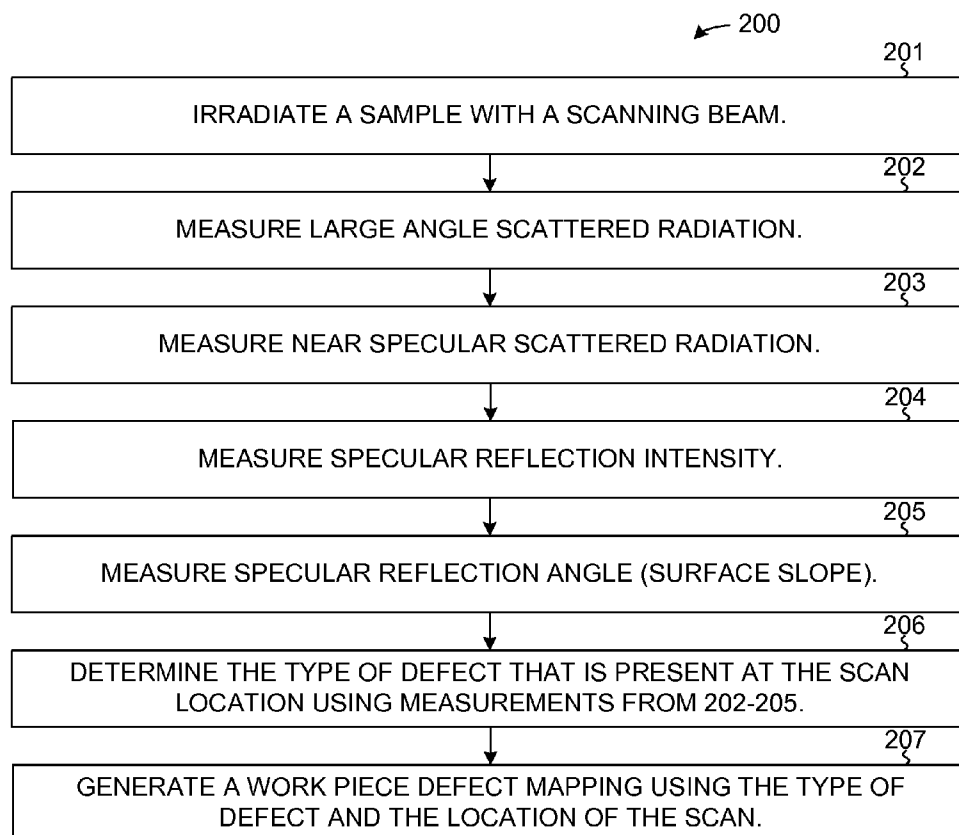 200
201
IRRADIATE A SAMPLE WITH A SCANNING BEAM.
202
MEASURE LARGE ANGLE SCATTERED RADIATION.
203
MEASURE NEAR SPECULAR SCATTERED RADIATION.
204
MEASURE SPECULAR REFLECTION INTENSITY.
205
MEASURE SPECULAR REFLECTION ANGLE (SURFACE SLOPE).
206
DETERMINE THE TYPE OF DEFECT THAT IS PRESENT AT THE SCAN
LOCATION USING MEASUREMENTS FROM 202-205.
207
GENERATE A WORK PIECE DEFECT MAPPING USING THE TYPE OF
DEFECT AND THE LOCATION OF THE SCAN.